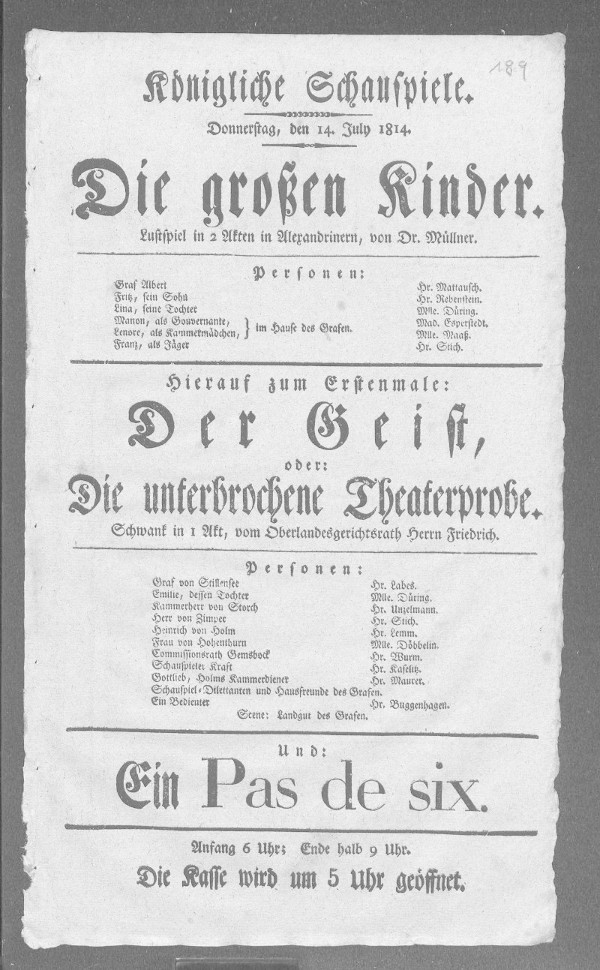 189
Königliche Schauspiele.
Donnerstag, den 14. July 1814.
Die großen Kinder.
Lustspiel in 2 Akten in Alexandrinern, von Dr. Müllner.
Personen:
Graf Albert Hr. Mattausch.
Fritz, sein Sohn Hr. Rebenstein.
Lina, seine Tochter Mlle. Düring.
Manon, als Gouvernante, Mad. Esperstedt.
Lenore, als Kammermädchen, } im Hause des Grafen. Mlle. Maaß.
Franz, als Jäger Hr. Stich.
Hierauf zum Erstenmale:
Der Geist,
oder:
Die unterbrochene Theaterprobe.
Schwank in 1 Akt, vom Oberlandesgerichtsrath Herrn Friedrich.
Personen:
Graf von Stillensee Hr. Labes.
Emilie, dessen Tochter Mlle. Düring.
Kammerherr von Storch Hr. Unzelmann.
Herr von Zimper Hr. Stich.
Heinrich von Holm Hr. Lemm.
Frau von Hohenthurn Mlle. Döbbelin.
Commissionsrath Gemsbock Hr. Wurm.
Schauspieler Kraft Hr. Kaselitz.
Gottlieb, Holms Kammerdiener Hr. Maurer.
Schauspiel-Dilettanten und Hausfreunde des Grafen.
Ein Bedienter Hr. Buggenhagen.
Scene: Landgut des Grafen.
Und:
Ein Pas de six.
Anfang 6 Uhr; Ende halb 9 Uhr.
Die Kasse wird um 5 Uhr geöffnet.